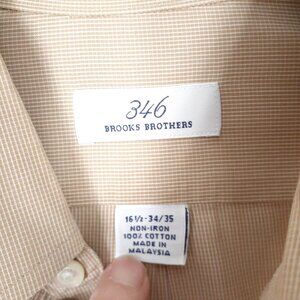 346
BROOKS BROTHERS
16½-34/35
NON-IRON
100% COTTON
MADE IN
MALAYSIA